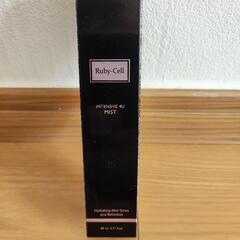 Ruby-Cell
INTENSIVE 4U
MIST
Hydrating Mist Tones
and Refreshes